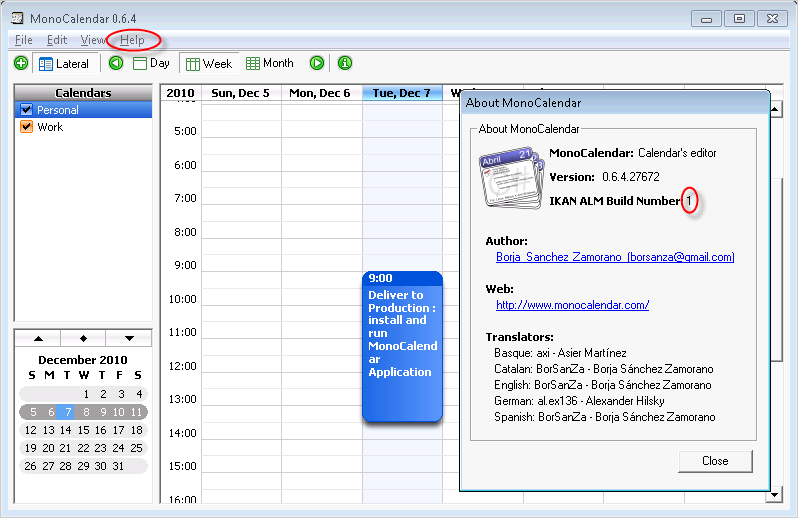 MonoCalendar 0.6.4
File Edit View Help
Lateral Day Week Month
Calendars
Personal
Work
December 2010
S M T W T F S
1 2 3 4
5 6 7 8 9 10 11
12 13 14 15 16 17 18
19 20 21 22 23 24 25
26 27 28 29 30 31
2010 Sun, Dec 5 Mon, Dec 6 Tue, Dec 7
5:00
6:00
7:00
8:00
9:00
10:00
11:00
12:00
13:00
14:00
15:00
16:00
9:00
Deliver to
Production :
install and
run
MonoCalend
ar
Application
About MonoCalendar
About MonoCalendar
Abril 21
MonoCalendar: Calendar's editor
Version: 0.6.4.27672
IKAN ALM Build Number 1
Author:
Borja Sanchez Zamorano (borsanza@gmail.com)
Web:
http://www.monocalendar.com/
Translators:
Basque: axi - Asier Martínez
Catalan: BorSanZa - Borja Sánchez Zamorano
English: BorSanZa - Borja Sánchez Zamorano
German: al.ex136 - Alexander Hilsky
Spanish: BorSanZa - Borja Sánchez Zamorano
Close